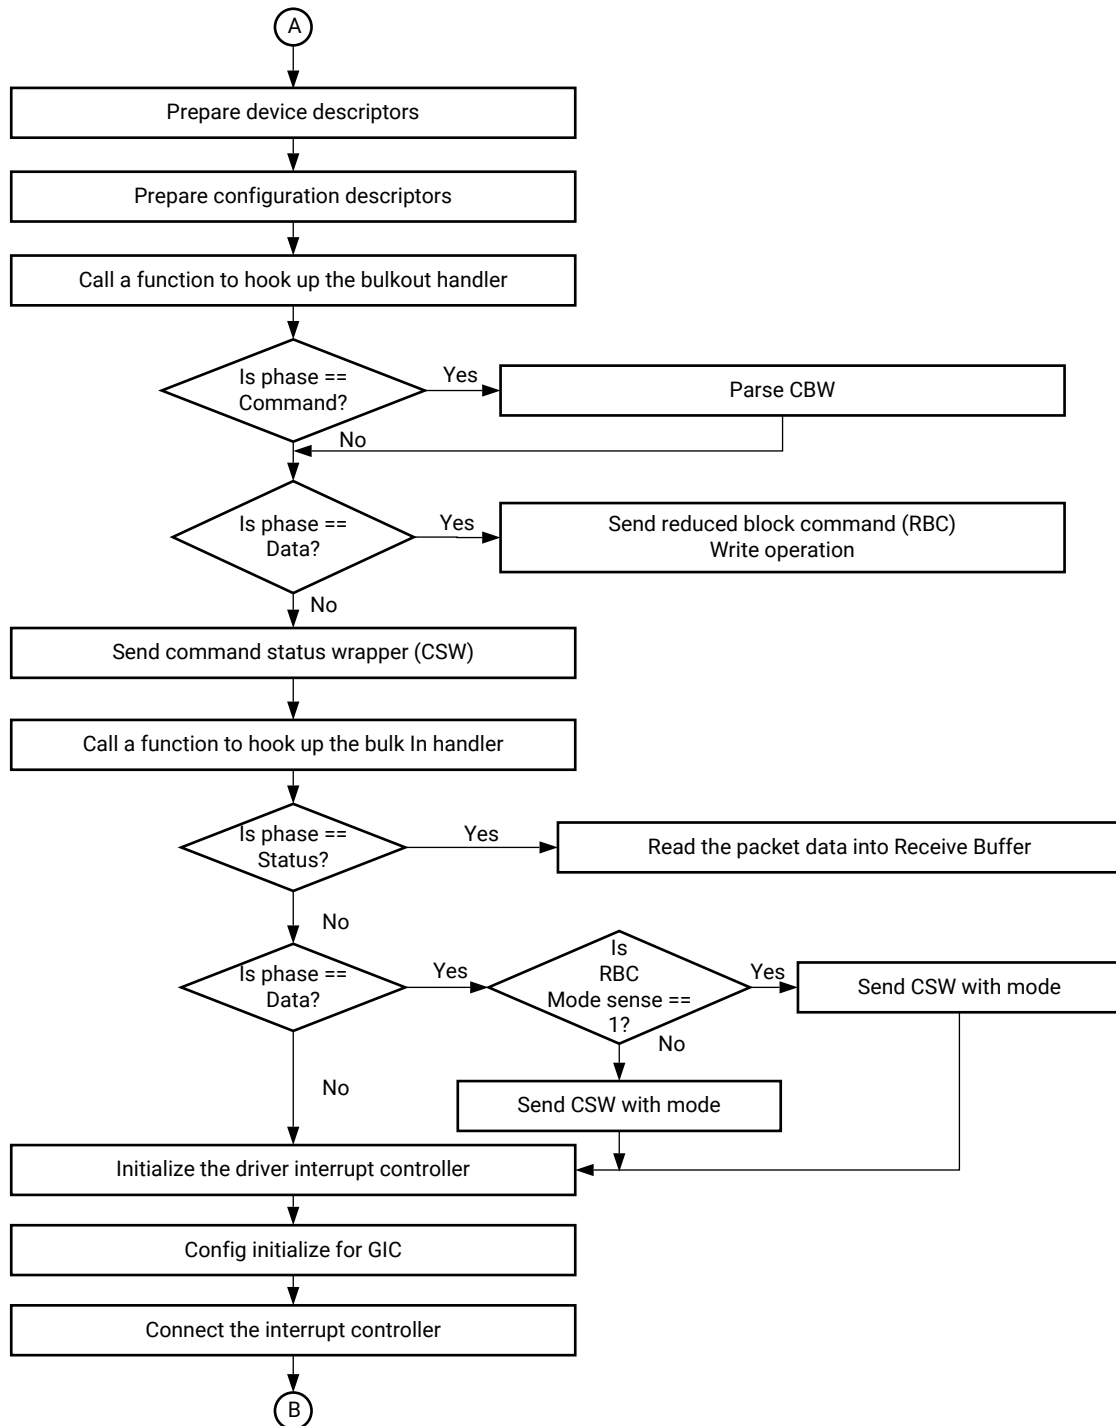 A
Prepare device descriptors
Prepare configuration descriptors
Call a function to hook up the bulkout handler
Is phase ==
Command?
Yes
Parse CBW
No
Is phase ==
Data?
Yes
Send reduced block command (RBC)
Write operation
No
Send command status wrapper (CSW)
Call a function to hook up the bulk In handler
Is phase ==
Status?
Yes
Read the packet data into Receive Buffer
No
Is phase ==
Data?
Yes
Is
RBC
Mode sense ==
1?
Yes
Send CSW with mode
No
Send CSW with mode
No
Initialize the driver interrupt controller
Config initialize for GIC
Connect the interrupt controller
B